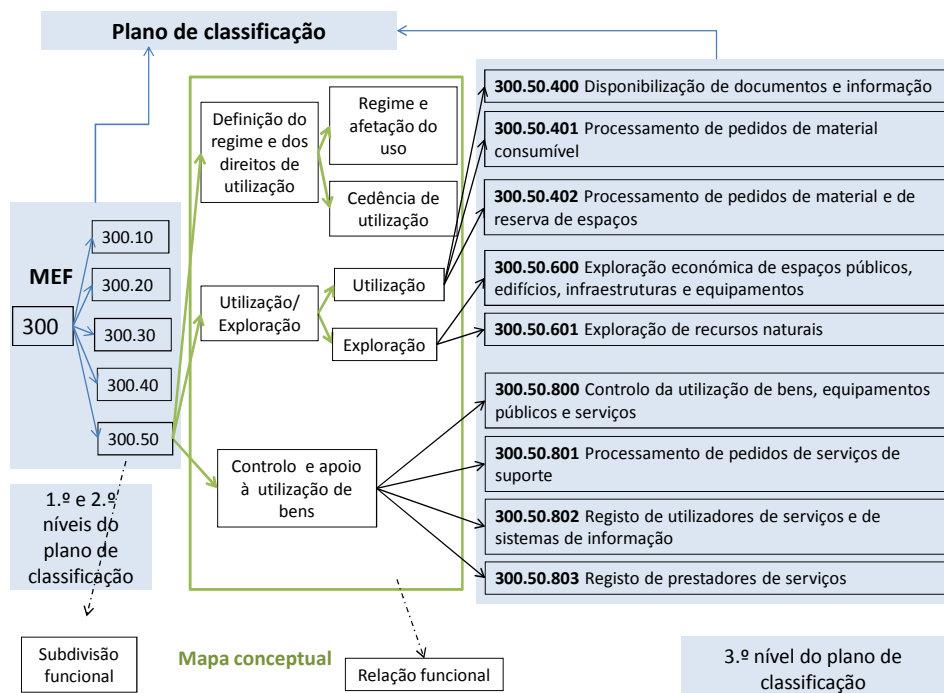 Plano de classificação
MEF
300
300.10
300.20
300.30
300.40
300.50
1.º e 2.º
níveis do
plano de
classificação
Subdivisão
funcional
Definição do
regime e dos
direitos de
utilização
Regime e
afetação do
uso
Cedência de
utilização
Utilização/
Exploração
Utilização
Exploração
Controlo e apoio
à utilização de
bens
Mapa conceptual
Relação funcional
300.50.400 Disponibilização de documentos e informação
300.50.401 Processamento de pedidos de material
consumível
300.50.402 Processamento de pedidos de material e de
reserva de espaços
300.50.600 Exploração económica de espaços públicos,
edifícios, infraestruturas e equipamentos
300.50.601 Exploração de recursos naturais
300.50.800 Controlo da utilização de bens, equipamentos
públicos e serviços
300.50.801 Processamento de pedidos de serviços de
suporte
300.50.802 Registo de utilizadores de serviços e de
sistemas de informação
300.50.803 Registo de prestadores de serviços
3.º nível do plano de
classificação